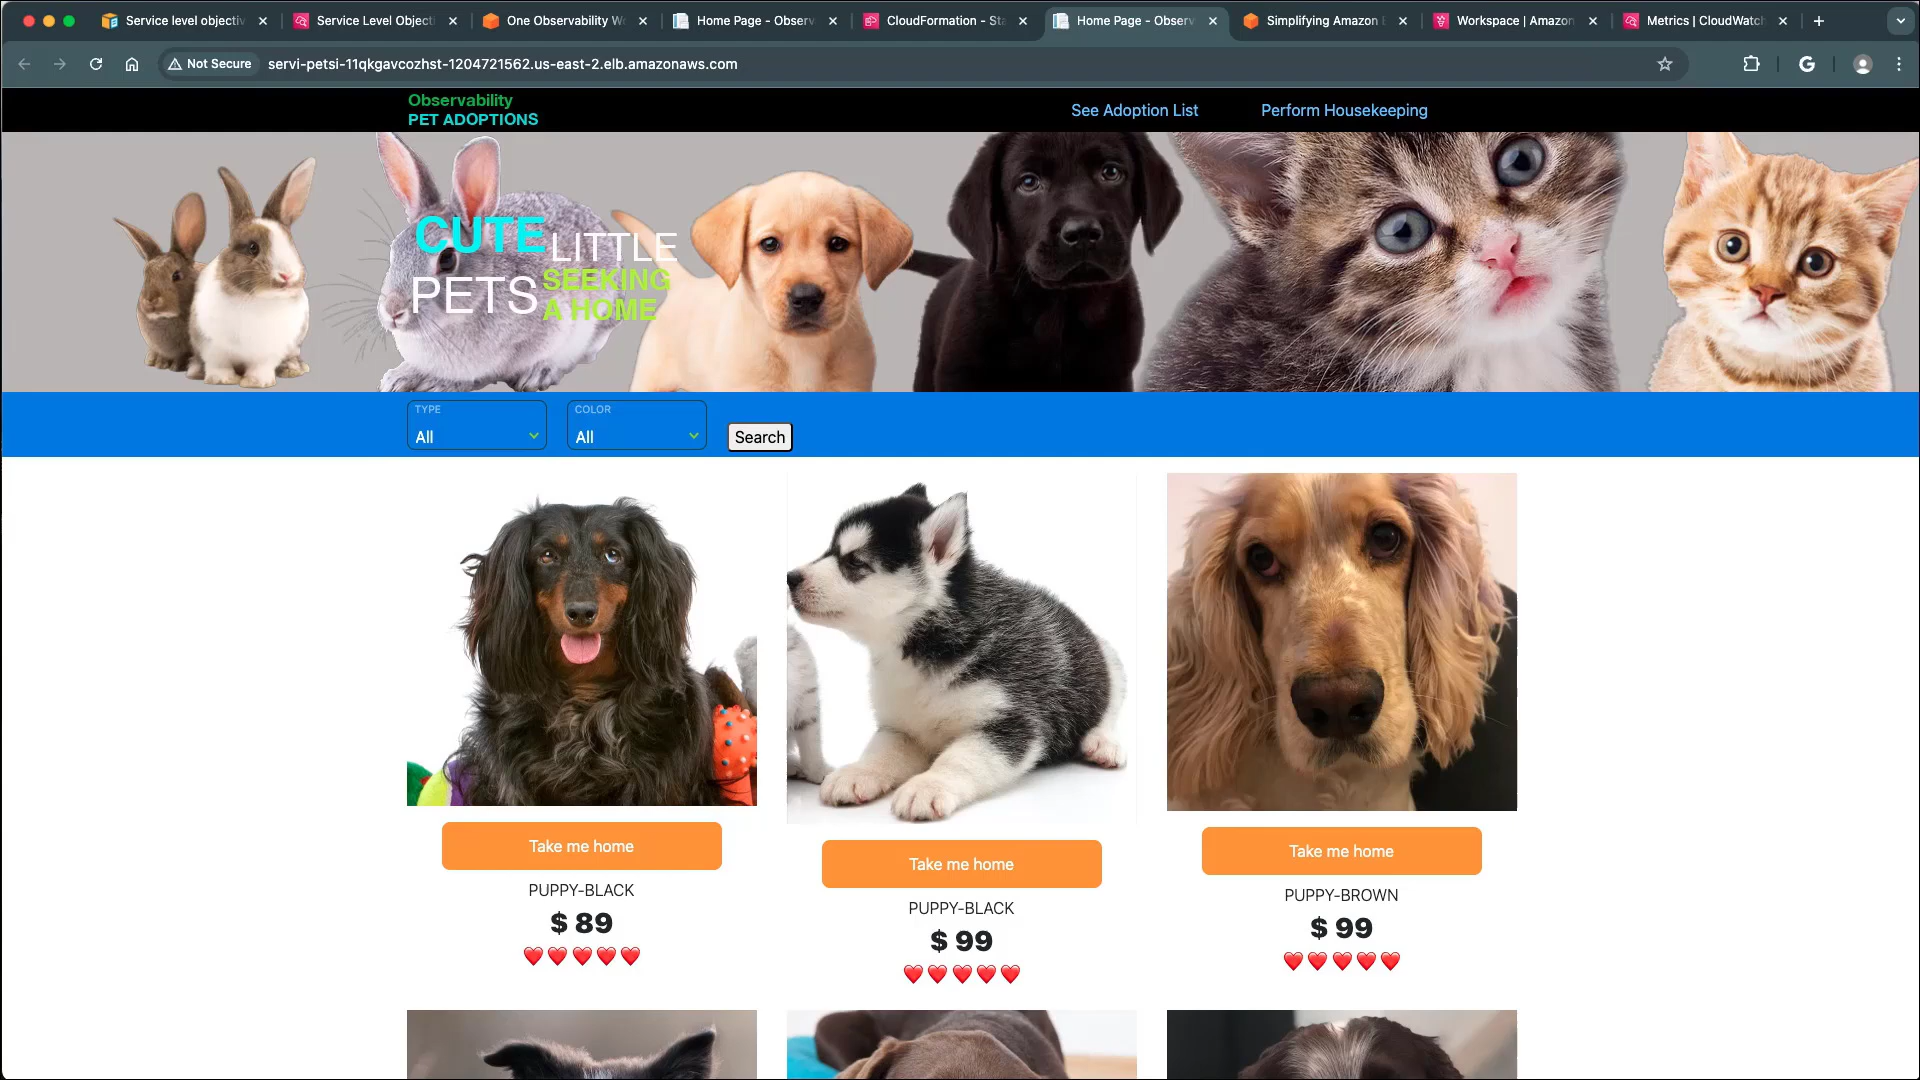 Service level objectiv
Service Level Objecti
One Observability Wo
Home Page - Observa
CloudFormation - Sta
Home Page - Observ
Simplifying Amazon E
Workspace | Amazon
Metrics | CloudWatch
Not Secure
servi-petsi-11qkgavcozhst-1204721562.us-east-2.elb.amazonaws.com
Observability
PET ADOPTIONS
See Adoption List
Perform Housekeeping
CUTE LITTLE
PETS SEEKING
A HOME
TYPE
All
COLOR
All
Search
Take me home
PUPPY-BLACK
$ 89
Take me home
PUPPY-BLACK
$ 99
Take me home
PUPPY-BROWN
$ 99